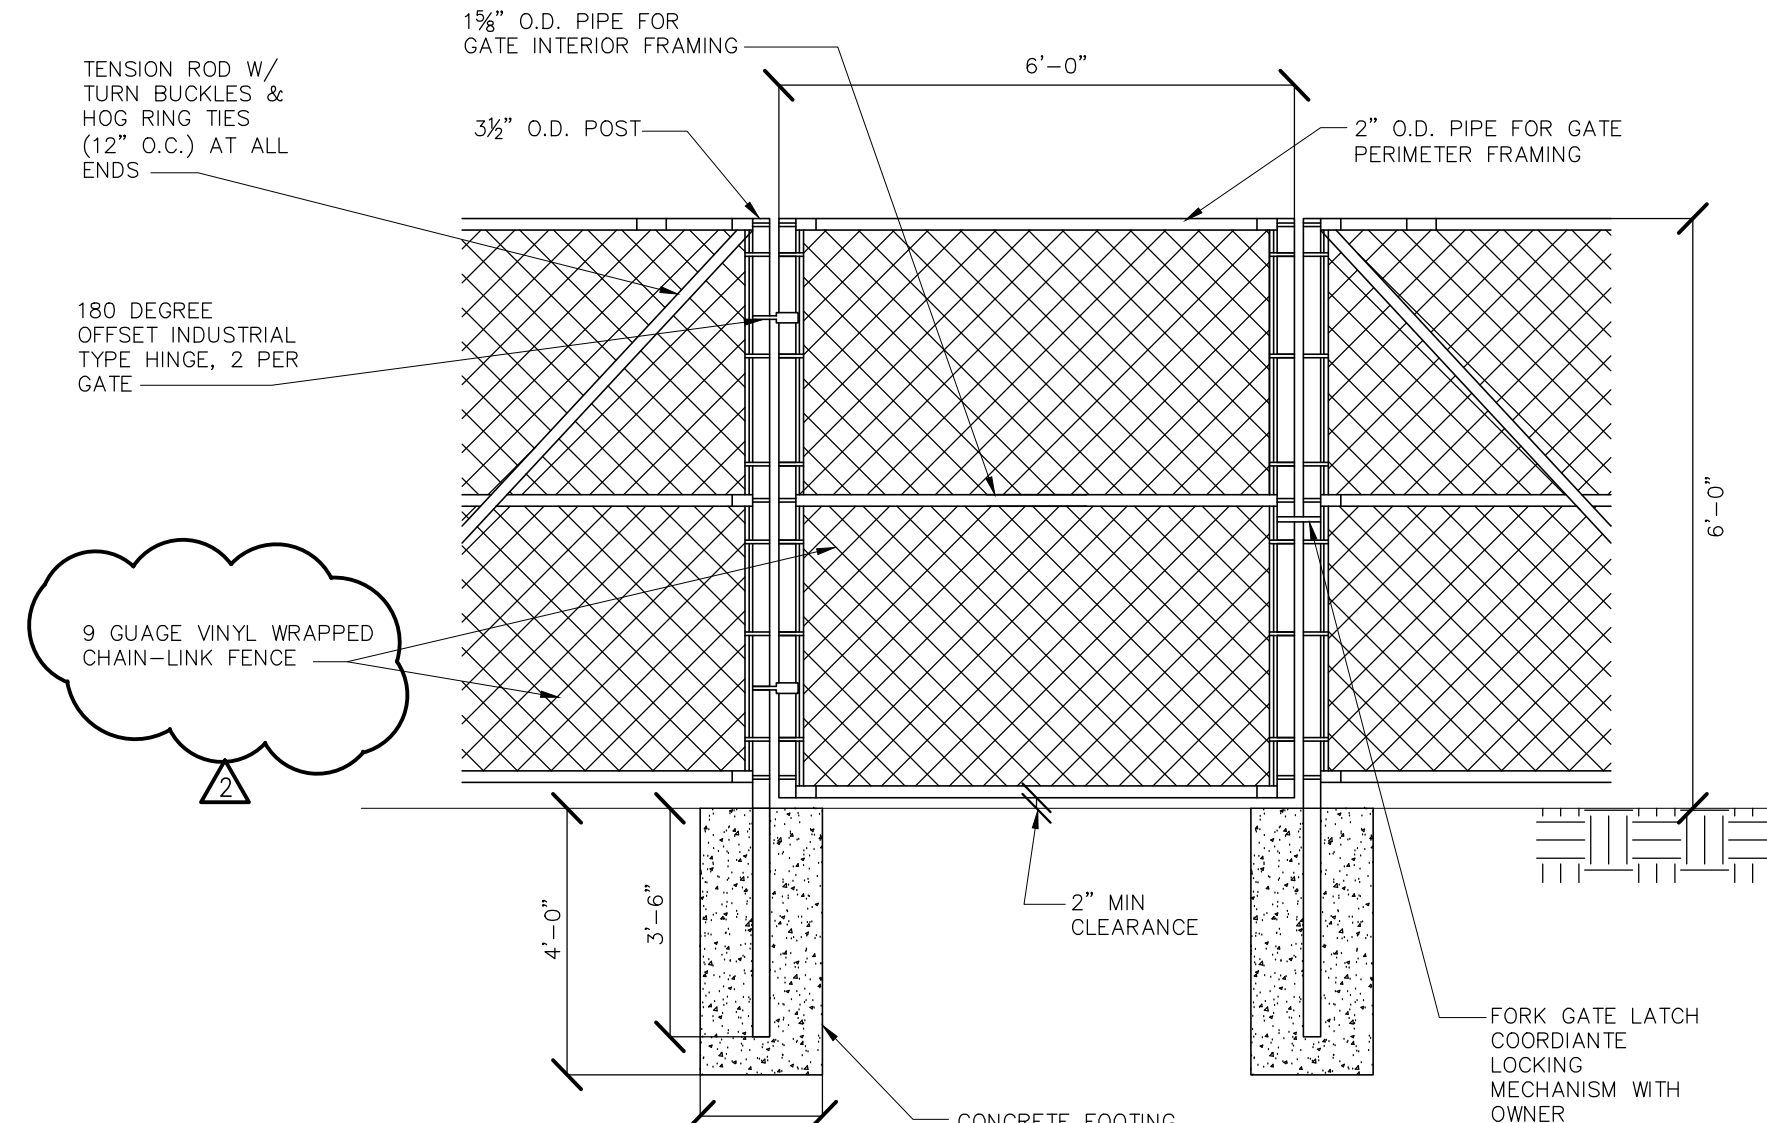 1⅝" O.D. PIPE FOR
GATE INTERIOR FRAMING
6'-0"
TENSION ROD W/
TURN BUCKLES &
HOG RING TIES
(12" O.C.) AT ALL
ENDS
3½" O.D. POST
2" O.D. PIPE FOR GATE
PERIMETER FRAMING
180 DEGREE
OFFSET INDUSTRIAL
TYPE HINGE, 2 PER
GATE
6'-0"
9 GUAGE VINYL WRAPPED
CHAIN-LINK FENCE
2
4'-0"
3'-6"
2" MIN
CLEARANCE
FORK GATE LATCH
COORDIANTE
LOCKING
MECHANISM WITH
OWNER
CONCRETE FOOTING